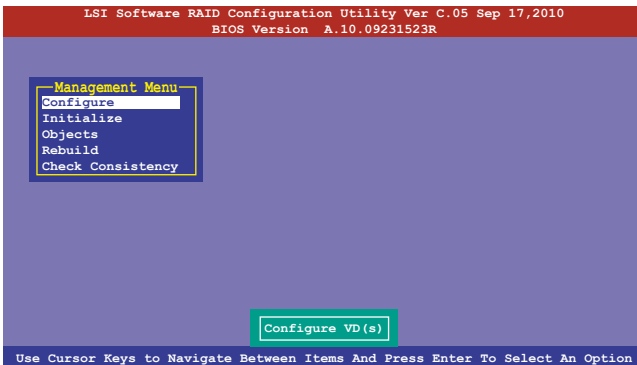 LSI Software RAID Configuration Utility Ver C.05 Sep 17,2010
BIOS Version A.10.09231523R
Management Menu
Configure
Initialize
Objects
Rebuild
Check Consistency
Configure VD(s)
Use Cursor Keys to Navigate Between Items And Press Enter To Select An Option